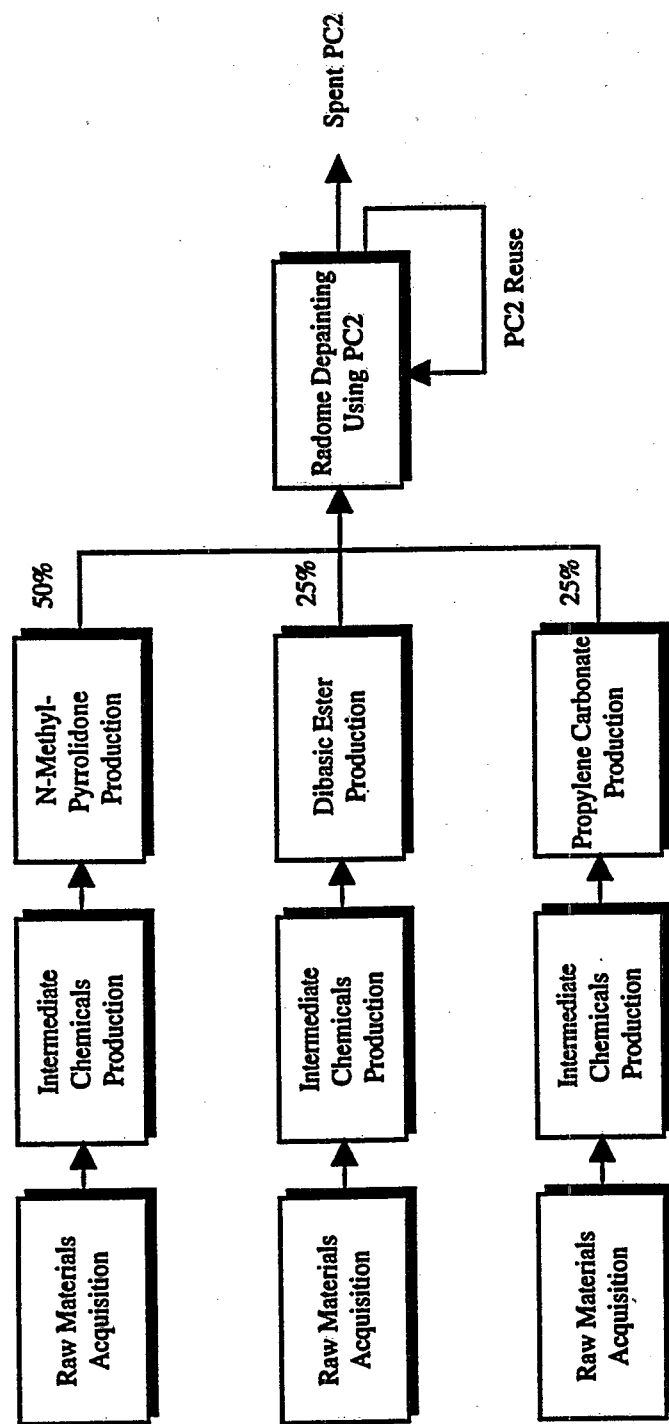 Raw Materials
Acquisition
Intermediate
Chemicals
Production
N-Methyl-
Pyrrolidone
Production
50%
Raw Materials
Acquisition
Intermediate
Chemicals
Production
Dibasic Ester
Production
25%
Raw Materials
Acquisition
Intermediate
Chemicals
Production
Propylene Carbonate
Production
25%
Radome Depainting
Using PC2
PC2 Reuse
Spent PC2